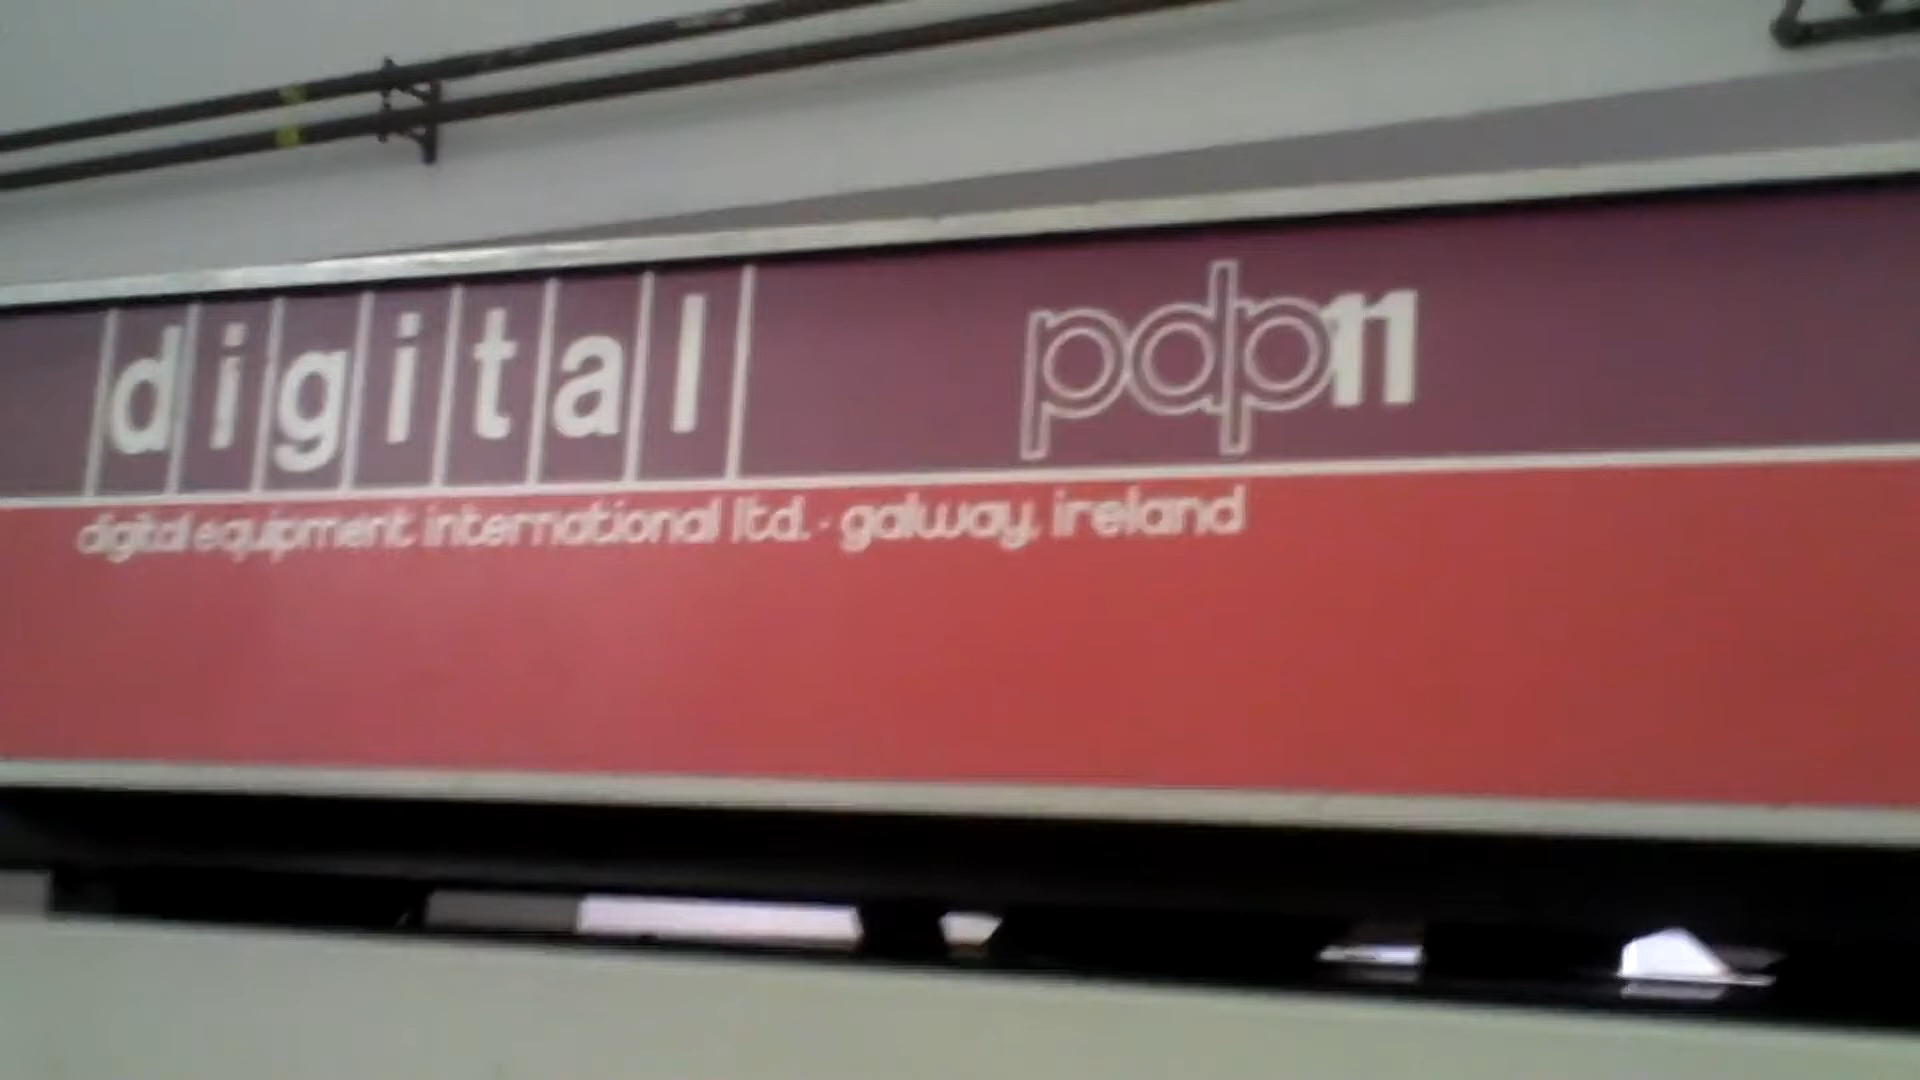 digital pdp11
digital equipment international ltd. · galway, ireland